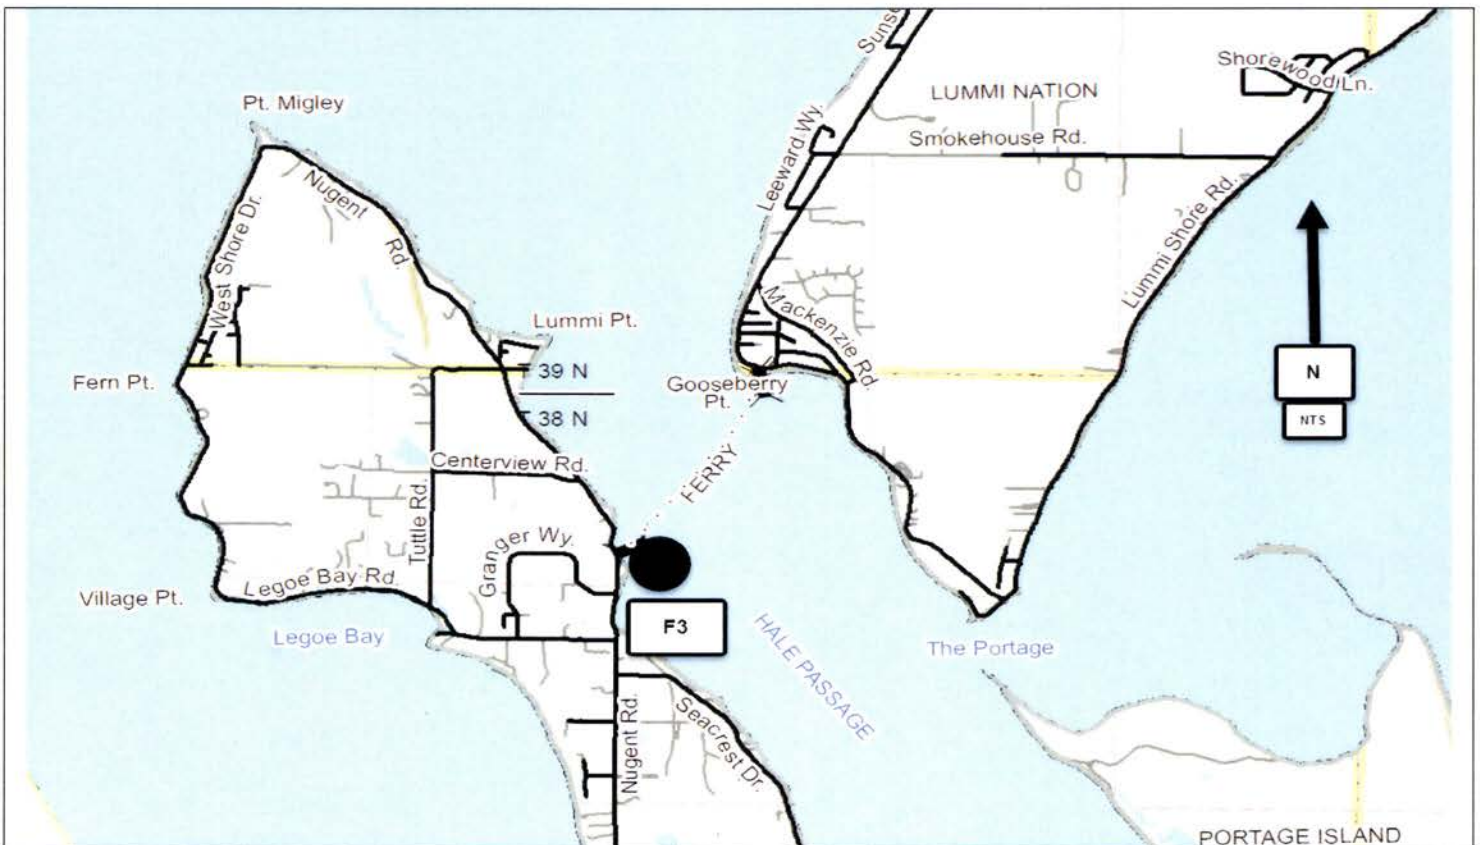 Sunse
Shorewood Ln.
Pt. Migley
LUMMI NATION
Smokehouse Rd.
Leeward Wy.
Nugent
Rd.
West Shore Dr.
Lummi Shore Rd.
Mackenzie Rd.
Lummi Pt.
39 N
Fern Pt.
Gooseberry
Pt.
N
NTS
38 N
Centerview Rd.
FERRY
Tuttle Rd.
Granger Wy.
Legoe Bay Rd.
Village Pt.
Legoe Bay
F3
HALE PASSAGE
The Portage
Nugent Rd.
Seacrest Dr.
PORTAGE ISLAND